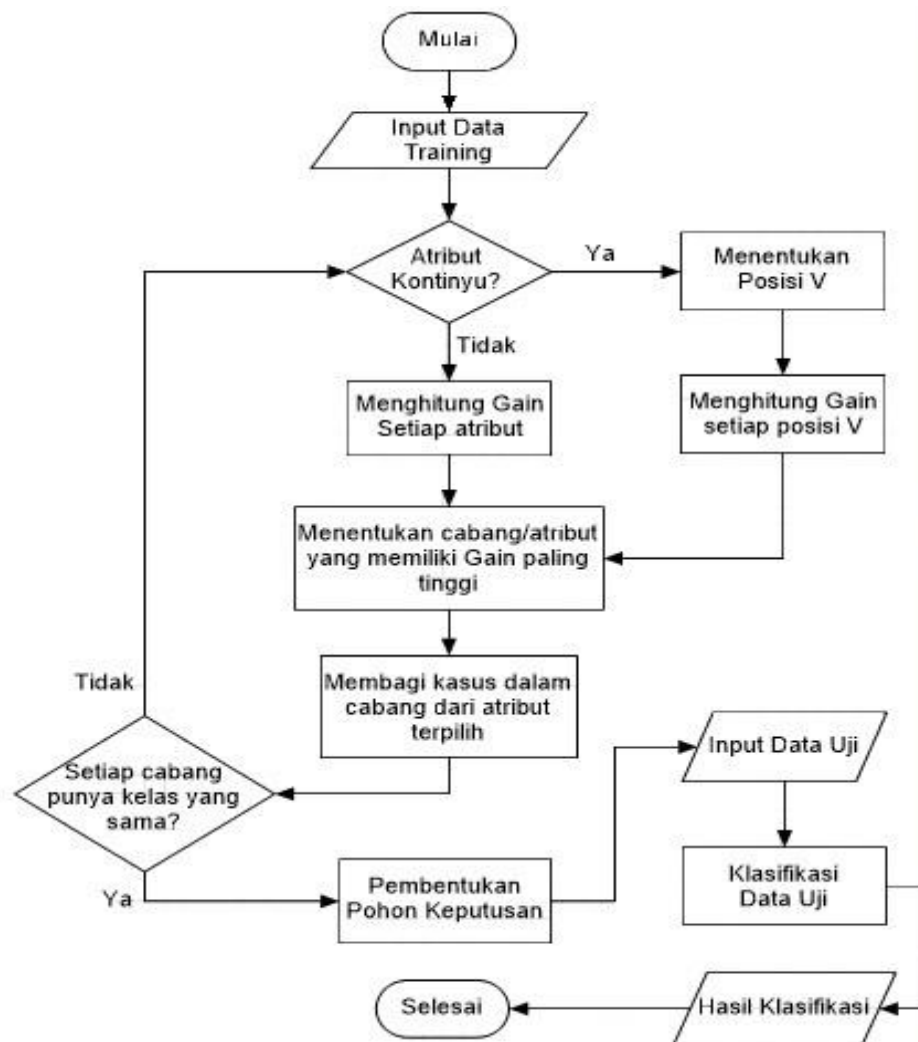 Mulai
Input Data
Training
Atribut
Kontinyu?
Ya
Menentukan
Posisi V
Tidak
Menghitung Gain
Setiap atribut
Menghitung Gain
setiap posisi V
Menentukan cabang/atribut
yang memiliki Gain paling
tinggi
Membagi kasus dalam
cabang dari atribut
terpilih
Tidak
Setiap cabang
punya kelas yang
sama?
Ya
Pembentukan
Pohon Keputusan
Input Data Uji
Klasifikasi
Data Uji
Hasil Klasifikasi
Selesai